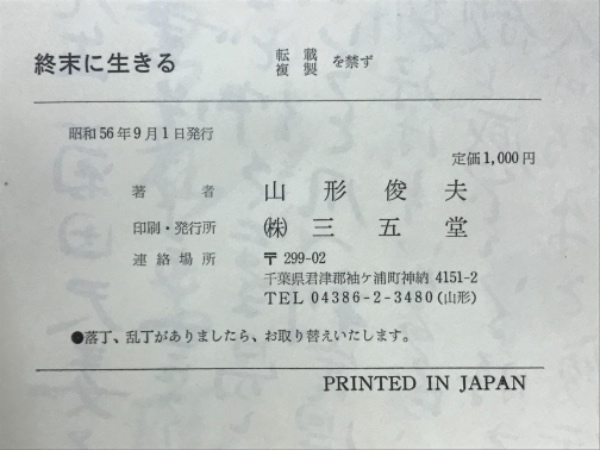 終末に生きる
転載複製を禁ず
昭和56年9月1日発行
定価1,000円
著者 山形俊夫
印刷・発行所 ㈱三五堂
連絡場所 〒299-02
千葉県君津郡袖ケ浦町神納 4151-2
TEL 04386-2-3480(山形)
●落丁、乱丁がありましたら、お取り替えいたします。
PRINTED IN JAPAN